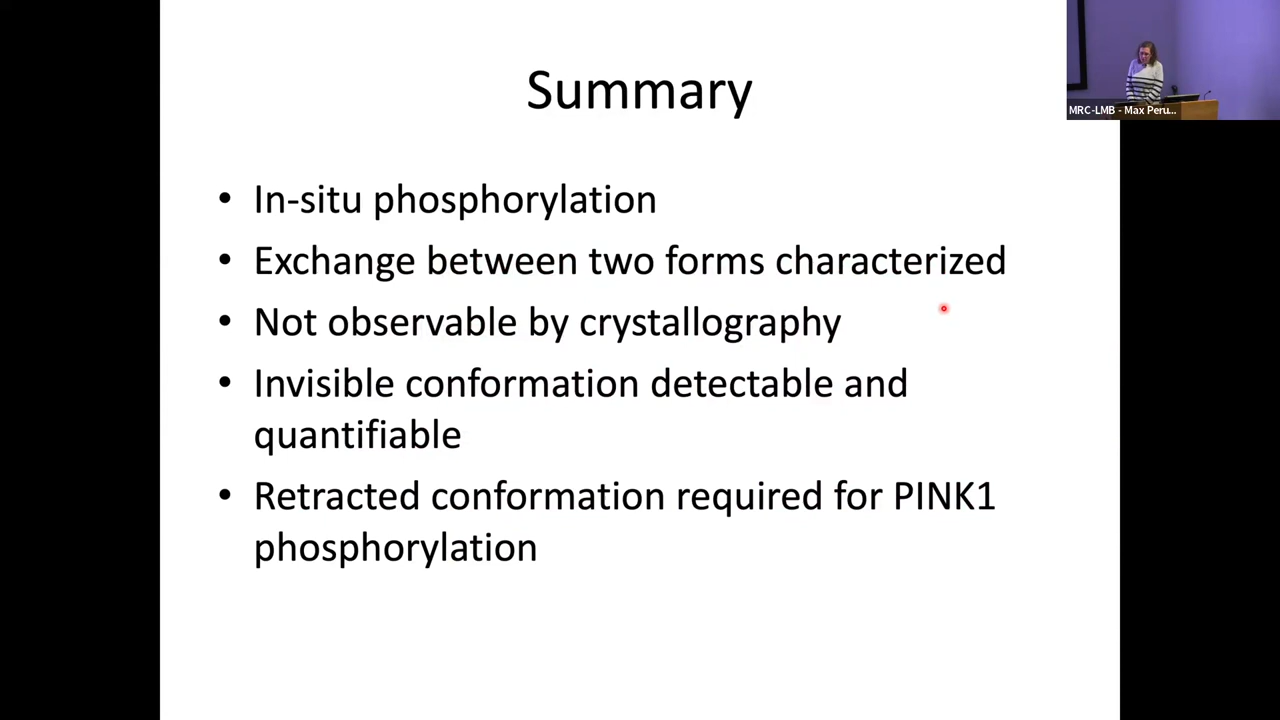 MRC-LMB - Max Peru...
Summary
• In-situ phosphorylation
• Exchange between two forms characterized
• Not observable by crystallography
• Invisible conformation detectable and
quantifiable
• Retracted conformation required for PINK1
phosphorylation